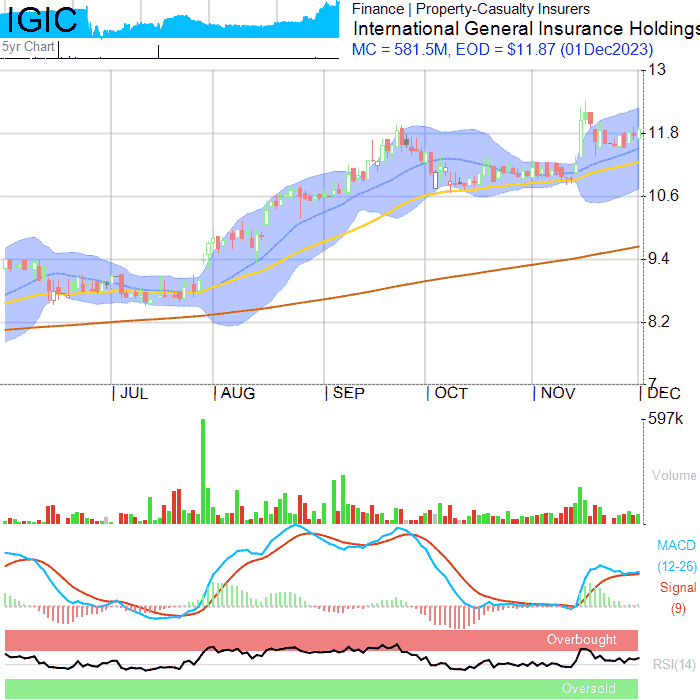 IGIC
5yr Chart
Finance | Property-Casualty Insurers
International General Insurance Holdings
MC = 581.5M, EOD = $11.87 (01Dec2023)
13
11.8
10.6
9.4
8.2
7
JUL
AUG
SEP
OCT
NOV
DEC
597k
Volume
MACD
(12-26)
Signal
(9)
Overbought
RSI(14)
Oversold